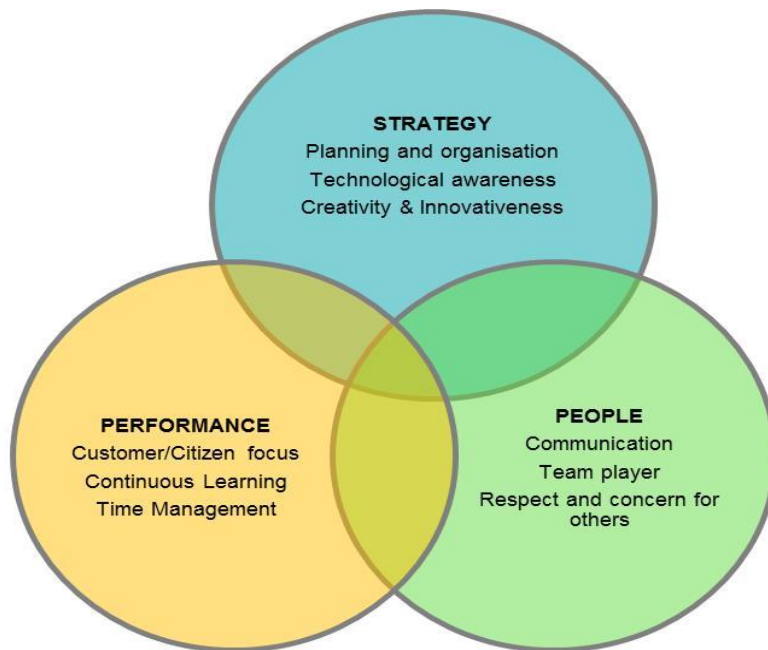 STRATEGY
Planning and organisation
Technological awareness
Creativity & Innovativeness
PERFORMANCE
Customer/Citizen focus
Continuous Learning
Time Management
PEOPLE
Communication
Team player
Respect and concern for
others